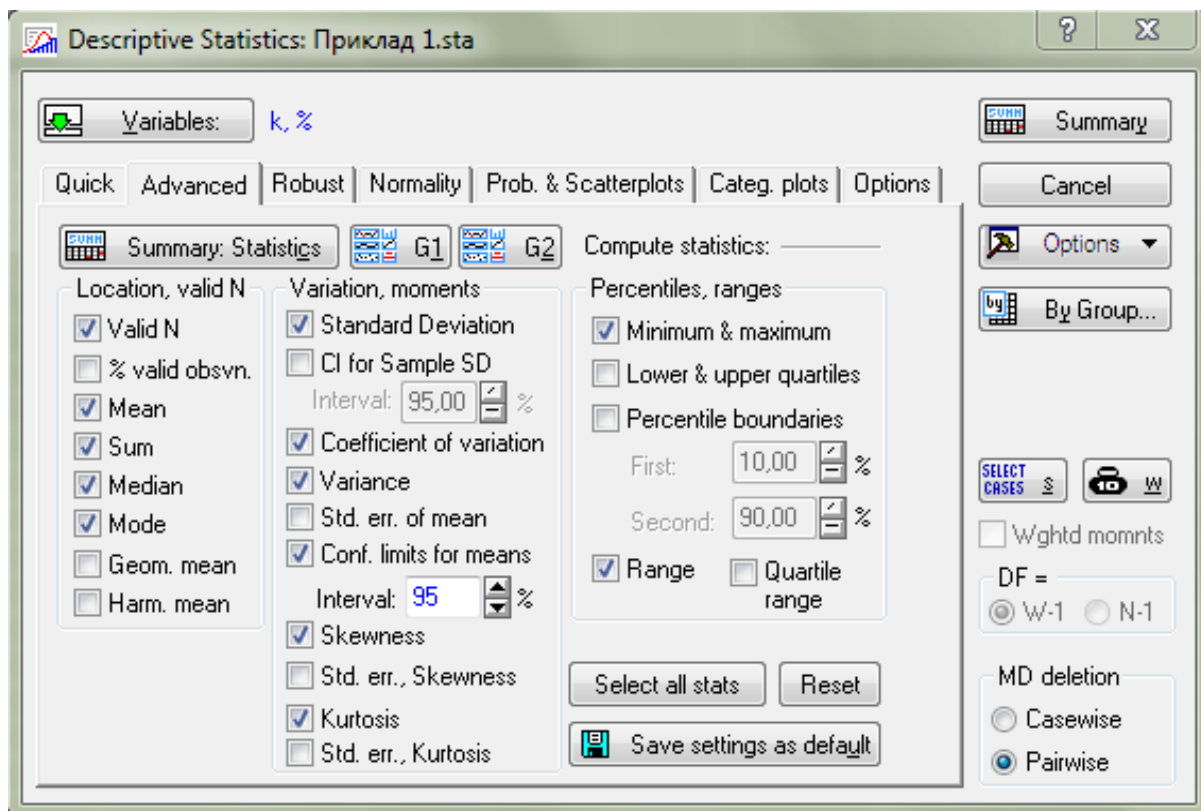 Descriptive Statistics: Приклад 1.sta
Variables: k, %
Quick Advanced Robust Normality Prob. & Scatterplots Categ. plots Options
SUMM Summary: Statistics G1 G2 Compute statistics:
Location, valid N
Valid N
% valid obsvn.
Mean
Sum
Median
Mode
Geom. mean
Harm. mean
Variation, moments
Standard Deviation
CI for Sample SD
Interval: 95,00 %
Coefficient of variation
Variance
Std. err. of mean
Conf. limits for means
Interval: 95 %
Skewness
Std. err., Skewness
Kurtosis
Std. err., Kurtosis
Percentiles, ranges
Minimum & maximum
Lower & upper quartiles
Percentile boundaries
First: 10,00 %
Second: 90,00 %
Range Quartile
range
Select all stats Reset
Save settings as default
SUMM Summary
Cancel
Options
by By Group...
SELECT
CASES S W
Wghtd momnts
DF =
W-1 N-1
MD deletion
Casewise
Pairwise